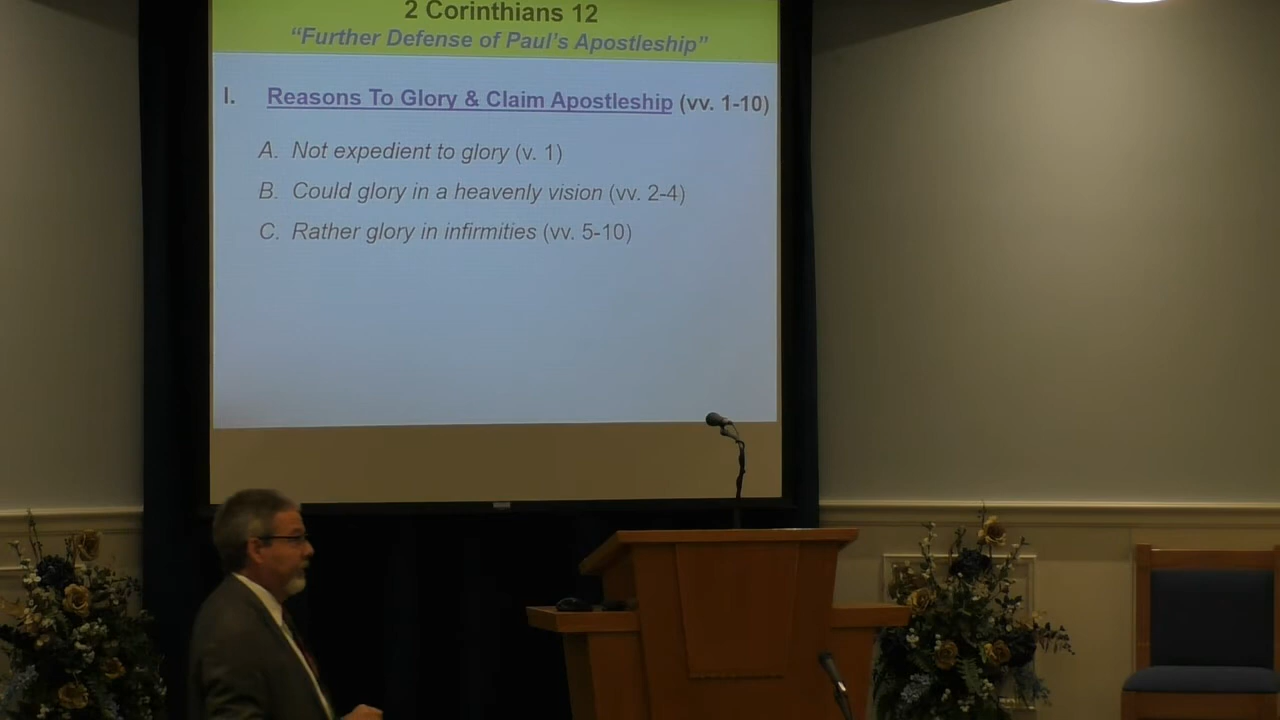 2 Corinthians 12
“Further Defense of Paul’s Apostleship”
I. Reasons To Glory & Claim Apostleship (vv. 1-10)
A. Not expedient to glory (v. 1)
B. Could glory in a heavenly vision (vv. 2-4)
C. Rather glory in infirmities (vv. 5-10)